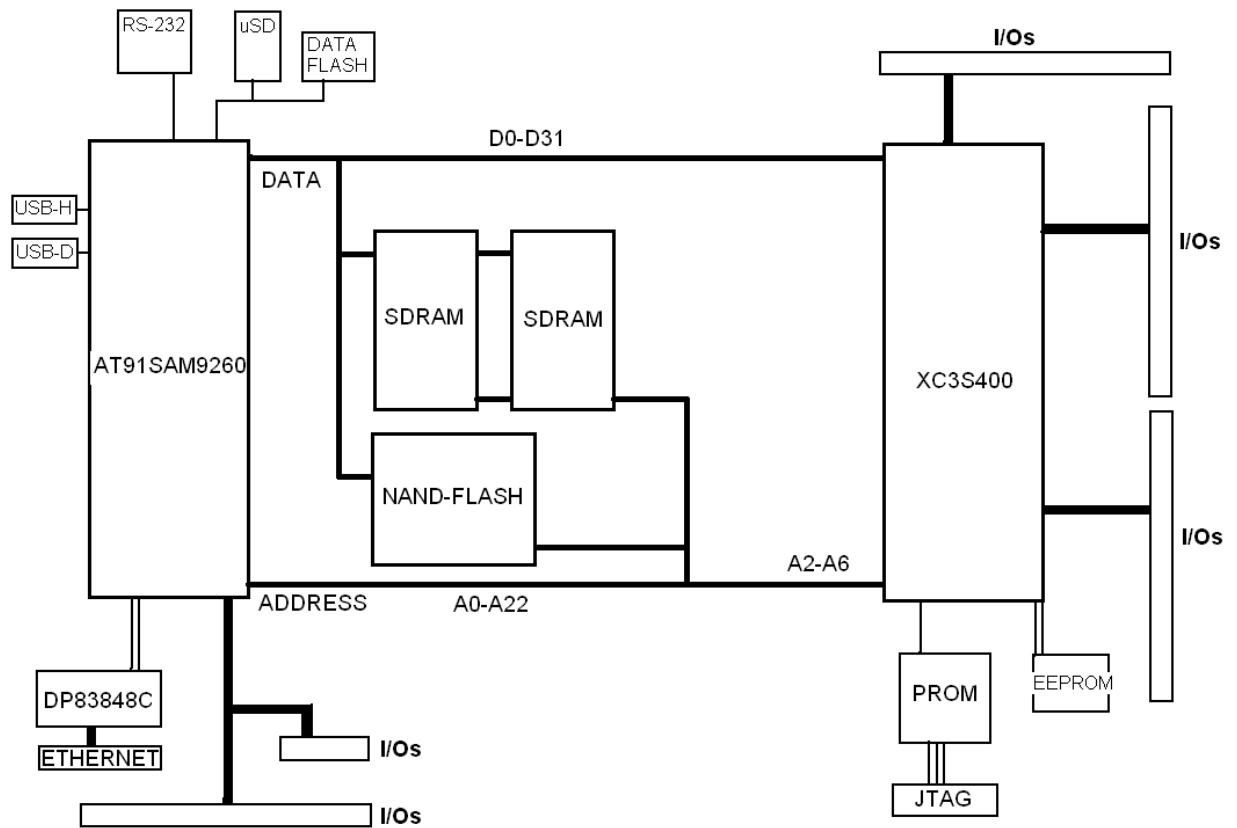 RS-232
uSD
DATA
FLASH
I/Os
D0-D31
DATA
USB-H
USB-D
I/Os
SDRAM
SDRAM
AT91SAM9260
XC3S400
NAND-FLASH
I/Os
A2-A6
ADDRESS
A0-A22
DP83848C
PROM
EEPROM
ETHERNET
I/Os
JTAG
I/Os